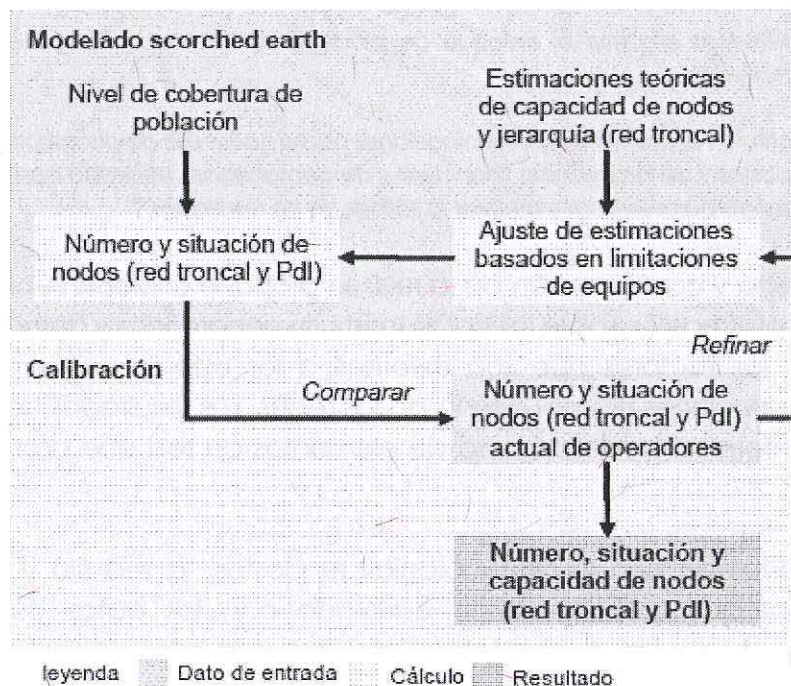 Modelado scorched earth
Nivel de cobertura de
población
Estimaciones teóricas
de capacidad de nodos
y jerarquía (red troncal)
Número y situación de
nodos (red troncal y PdI)
Ajuste de estimaciones
basados en limitaciones
de equipos
Refinar
Calibración
Comparar
Número y situación de
nodos (red troncal y PdI)
actual de operadores
Número, situación y
capacidad de nodos
(red troncal y PdI)
leyenda Dato de entrada Cálculo Resultado